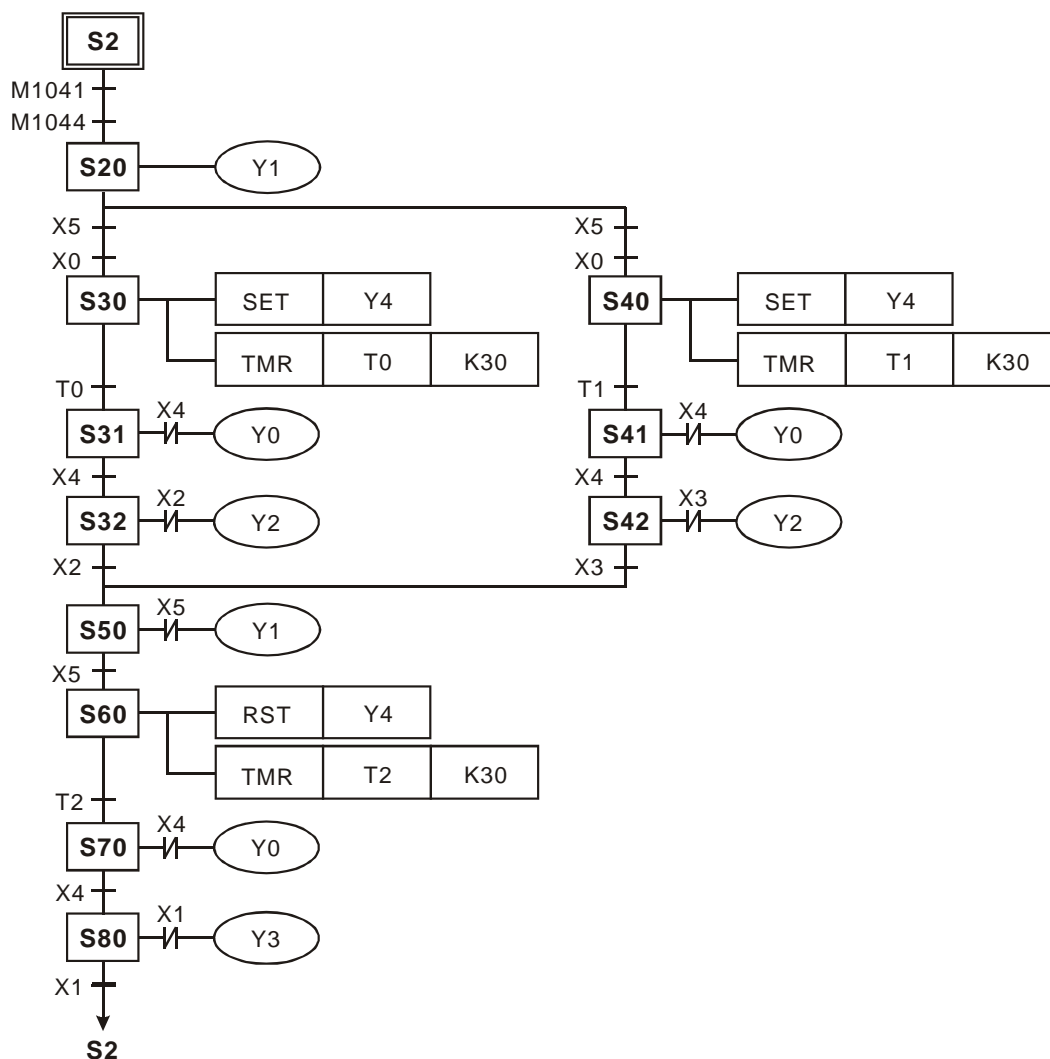 S2
M1041
M1044
S20 Y1
X5 X5
X0 X0
S30 SET Y4 S40 SET Y4
TMR T0 K30 TMR T1 K30
T0 T1
X4 X4
S31 Y0 S41 Y0
X4 X4
X2 X3
S32 Y2 S42 Y2
X2 X3
X5
S50 Y1
X5
S60 RST Y4
TMR T2 K30
T2
X4
S70 Y0
X4
X1
S80 Y3
X1
S2